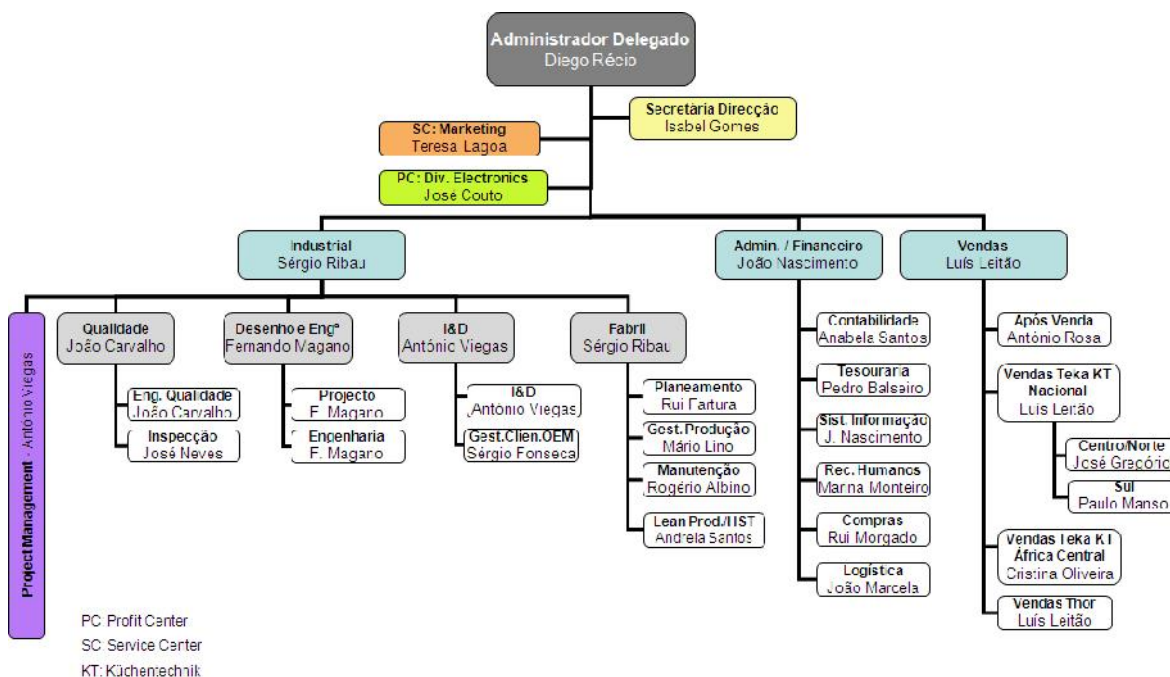 Administrador Delegado
Diego Récio
Secretária Direcção
Isabel Gomes
SC: Marketing
Teresa Lagoa
PC: Div. Electronics
José Couto
Industrial
Sérgio Ribau
Admin. / Financeiro
João Nascimento
Vendas
Luís Leitão
Project Management - António Viegas
Qualidade
João Carvalho
Desenho e Engª
Fernando Magano
I&D
António Viegas
Fabril
Sérgio Ribau
Eng. Qualidade
João Carvalho
Inspecção
José Neves
Projecto
F. Magano
Engenharia
F. Magano
I&D
António Viegas
Gest.Clien.OEM
Sérgio Fonseca
Planeamento
Rui Fartura
Gest.Produção
Mário Lino
Manutenção
Rogério Albino
Lean Prod./HST
Andreia Santos
Contabilidade
Anabela Santos
Tesouraria
Pedro Balseiro
Sist. Informação
J. Nascimento
Rec. Humanos
Marina Monteiro
Compras
Rui Morgado
Logística
João Marcela
Após Venda
António Rosa
Vendas Teka KT
Nacional
Luís Leitão
Centro/Norte
José Gregório
Sul
Paulo Manso
Vendas Teka KT
África Central
Cristina Oliveira
Vendas Thor
Luís Leitão
PC: Profit Center
SC: Service Center
KT: Küchentechnik